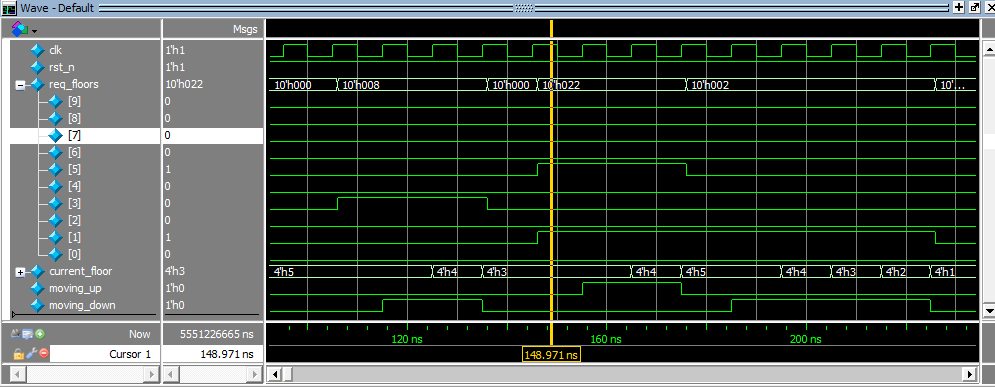 Wave - Default
Msgs
clk 1'h1
rst_n 1'h1
req_floors 10'h022 10'h000 10'h008 10'h000 10'h022 10'h002 10'...
[9] 0
[8] 0
[7] 0
[6] 0
[5] 1
[4] 0
[3] 0
[2] 0
[1] 1
[0] 0
current_floor 4'h3 4'h5 4'h4 4'h3 4'h4 4'h5 4'h4 4'h3 4'h2 4'h1
moving_up 1'h0
moving_down 1'h0
Now 5551226665 ns 120 ns 160 ns 200 ns
Cursor 1 148.971 ns 148.971 ns